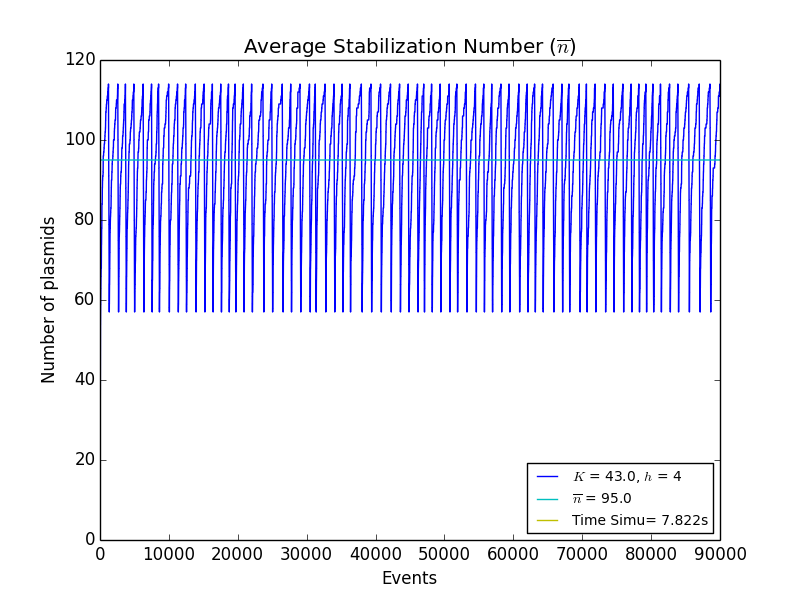 Average Stabilization Number (n̅)
120
100
80
60
40
20
0
Number of plasmids
K = 43.0, h = 4
n̅ = 95.0
Time Simu= 7.822s
0 10000 20000 30000 40000 50000 60000 70000 80000 90000
Events